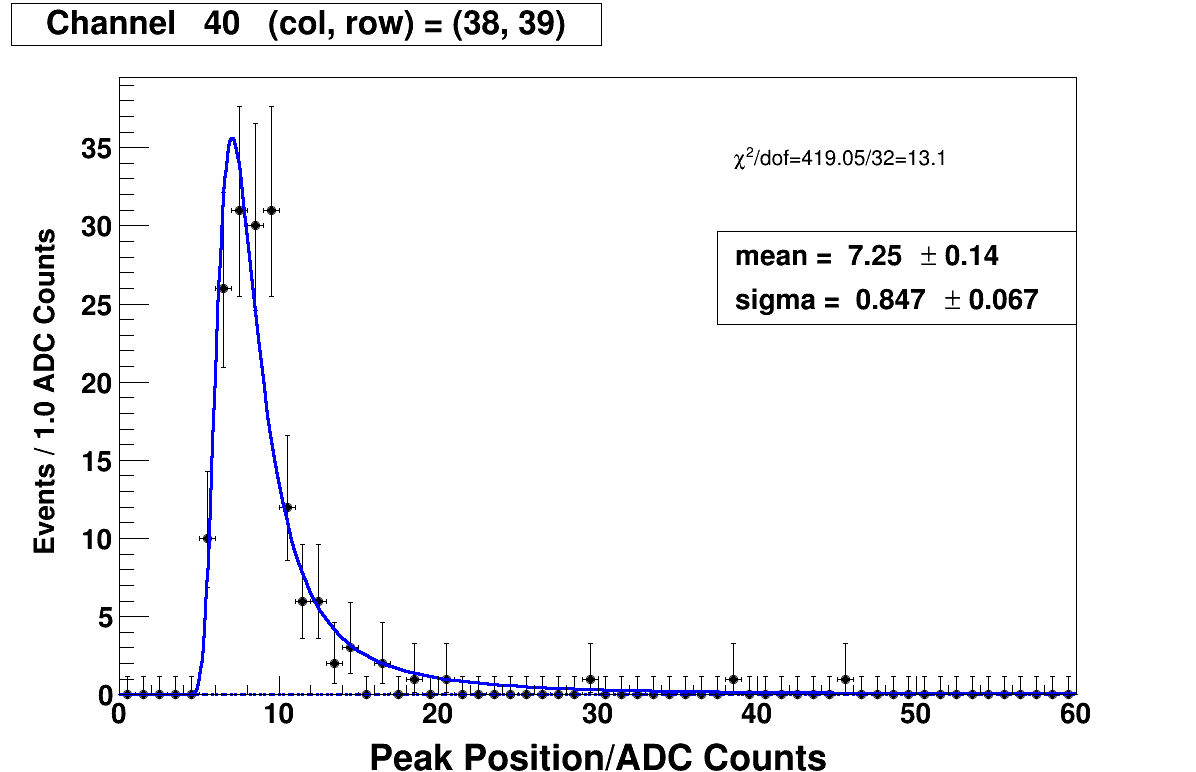 Channel 40 (col, row) = (38, 39)
χ²/dof=419.05/32=13.1
mean = 7.25 ± 0.14
sigma = 0.847 ± 0.067
Events / 1.0 ADC Counts
35
30
25
20
15
10
5
0
0 10 20 30 40 50 60
Peak Position/ADC Counts